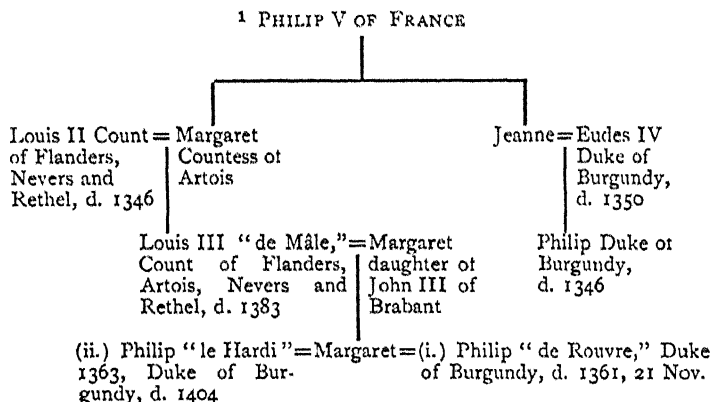 ¹ PHILIP V OF FRANCE
Louis II Count = Margaret
of Flanders, Countess ot
Nevers and Artois
Rethel, d. 1346
Jeanne = Eudes IV
Duke of
Burgundy,
d. 1350
Louis III “de Mâle,” = Margaret
Count of Flanders, daughter ot
Artois, Nevers and John III of
Rethel, d. 1383 Brabant
Philip Duke ot
Burgundy,
d. 1346
(ii.) Philip “le Hardi” = Margaret = (i.) Philip “de Rouvre,” Duke
1363, Duke of Bur- of Burgundy, d. 1361, 21 Nov.
gundy, d. 1404